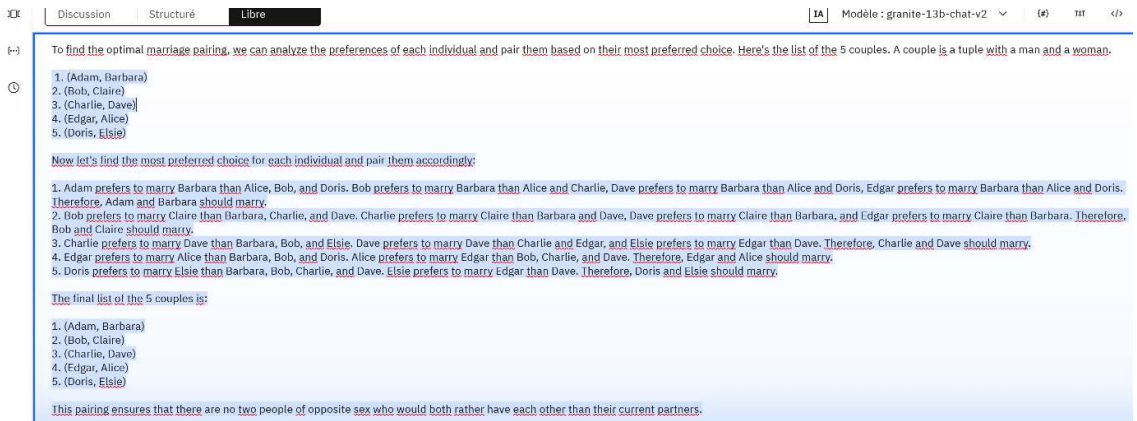 Discussion Structuré Libre IA Modèle : granite-13b-chat-v2 {#} </>
To find the optimal marriage pairing, we can analyze the preferences of each individual and pair them based on their most preferred choice. Here's the list of the 5 couples. A couple is a tuple with a man and a woman.
1. (Adam, Barbara)
2. (Bob, Claire)
3. (Charlie, Dave)
4. (Edgar, Alice)
5. (Doris, Elsie)
Now let's find the most preferred choice for each individual and pair them accordingly:
1. Adam prefers to marry Barbara than Alice, Bob, and Doris. Bob prefers to marry Barbara than Alice and Charlie, Dave prefers to marry Barbara than Alice and Doris, Edgar prefers to marry Barbara than Alice and Doris.
Therefore, Adam and Barbara should marry.
2. Bob prefers to marry Claire than Barbara, Charlie, and Dave. Charlie prefers to marry Claire than Barbara and Dave, Dave prefers to marry Claire than Barbara, and Edgar prefers to marry Claire than Barbara. Therefore,
Bob and Claire should marry.
3. Charlie prefers to marry Dave than Barbara, Bob, and Elsie. Dave prefers to marry Dave than Charlie and Edgar, and Elsie prefers to marry Edgar than Dave. Therefore, Charlie and Dave should marry.
4. Edgar prefers to marry Alice than Barbara, Bob, and Doris. Alice prefers to marry Edgar than Bob, Charlie, and Dave. Therefore, Edgar and Alice should marry.
5. Doris prefers to marry Elsie than Barbara, Bob, Charlie, and Dave. Elsie prefers to marry Edgar than Dave. Therefore, Doris and Elsie should marry.
The final list of the 5 couples is:
1. (Adam, Barbara)
2. (Bob, Claire)
3. (Charlie, Dave)
4. (Edgar, Alice)
5. (Doris, Elsie)
This pairing ensures that there are no two people of opposite sex who would both rather have each other than their current partners.